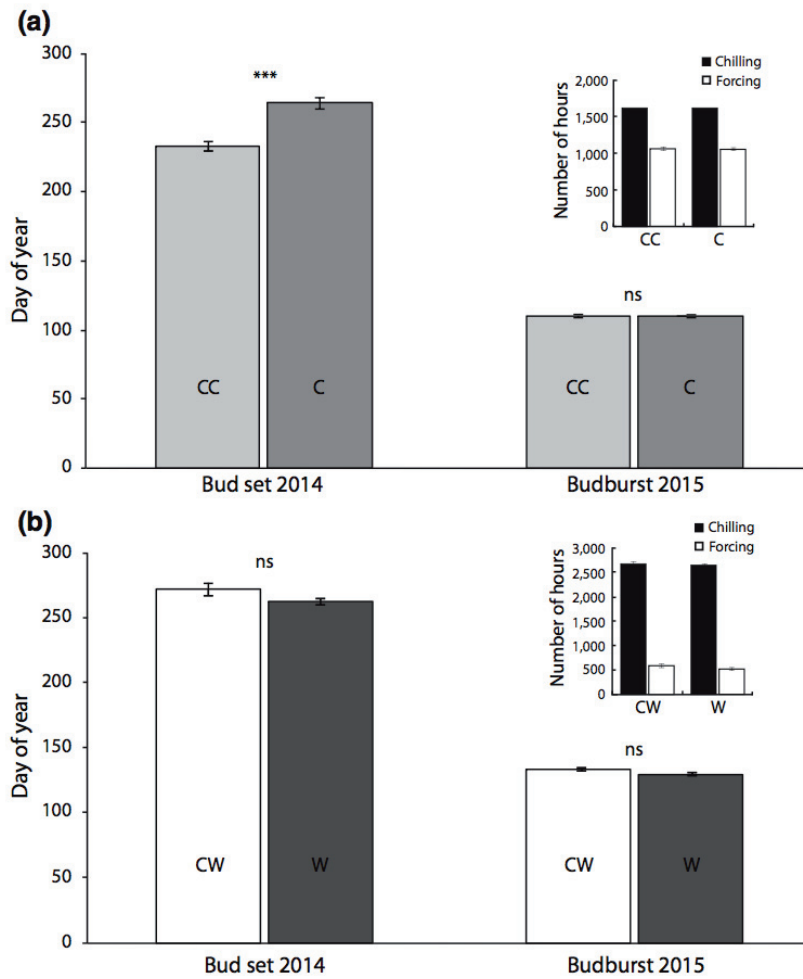 (a)
300
250
200
150
100
50
0
Day of year
***
ns
CC
C
CC
C
Bud set 2014
Budburst 2015
Chilling
Forcing
2,000
1,500
1,000
500
0
Number of hours
CC
C
(b)
300
250
200
150
100
50
0
Day of year
ns
ns
CW
W
CW
W
Bud set 2014
Budburst 2015
Chilling
Forcing
3,000
2,500
2,000
1,500
1,000
500
0
Number of hours
CW
W